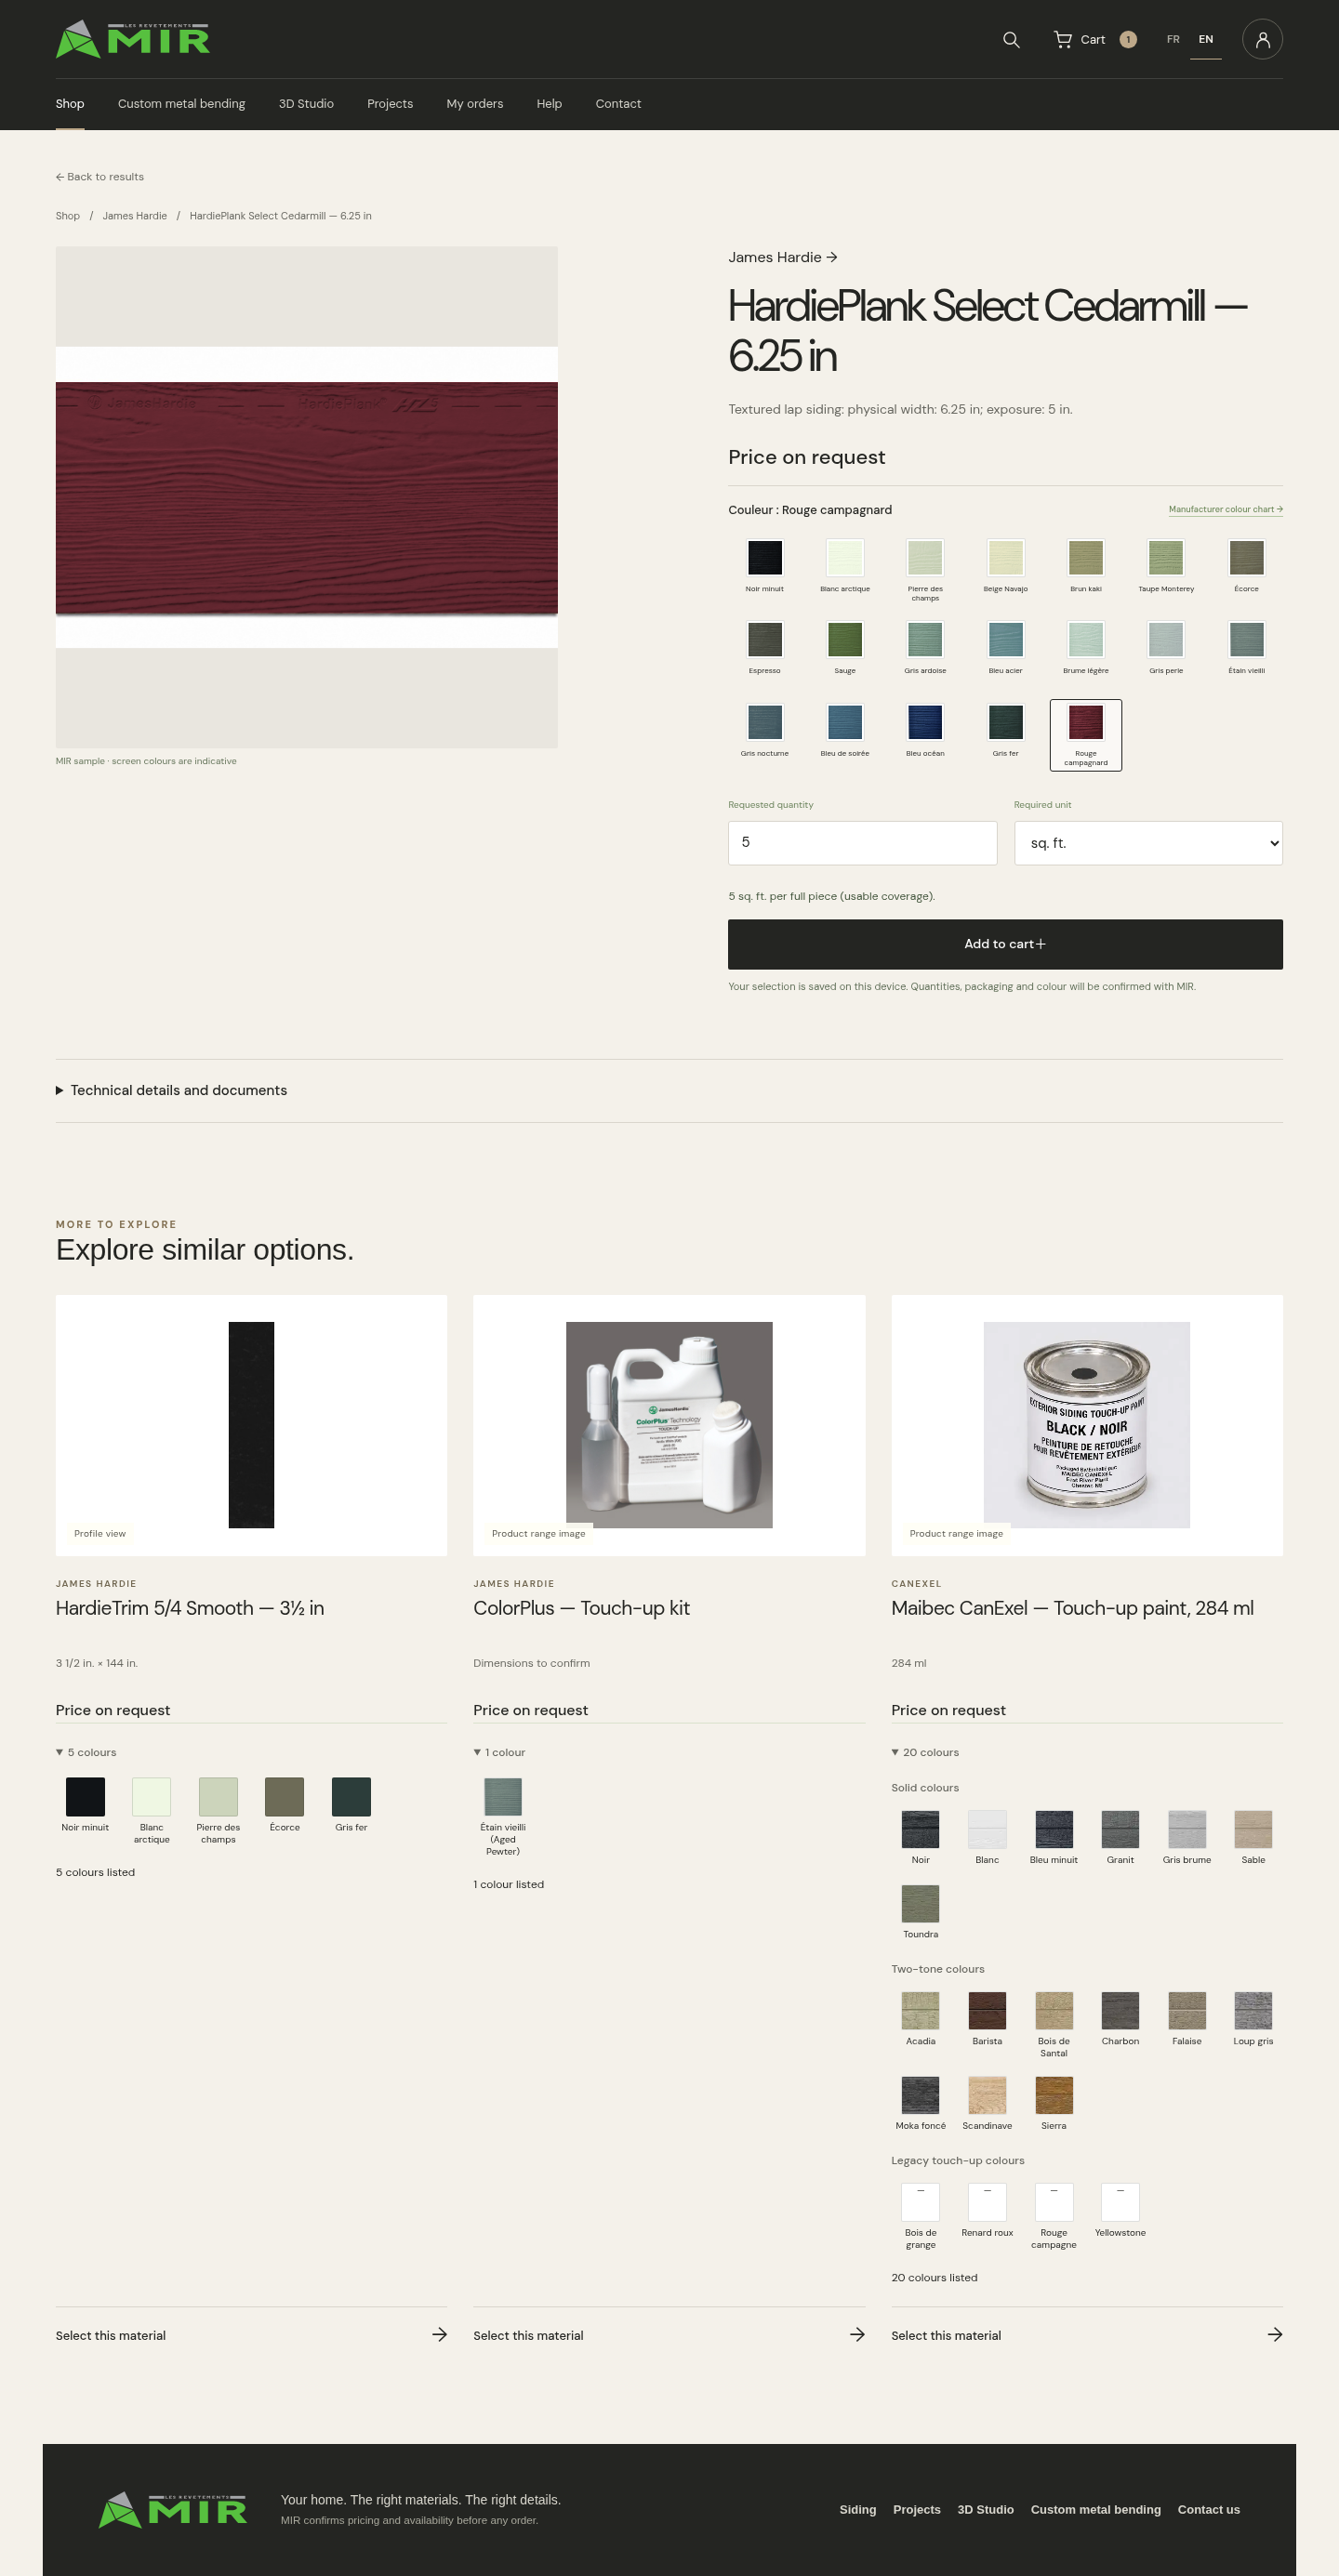 LES REVÊTEMENTS
MIR
Cart 1 FR EN
Shop Custom metal bending 3D Studio Projects My orders Help Contact
← Back to results
Shop / James Hardie / HardiePlank Select Cedarmill — 6.25 in
James Hardie →
HardiePlank Select Cedarmill —
6.25 in
Textured lap siding: physical width: 6.25 in; exposure: 5 in.
Price on request
Couleur : Rouge campagnard
Manufacturer colour chart →
JamesHardie HardiePlank HZ5
Noir minuit Blanc arctique Pierre des champs Beige Navajo Brun kaki Taupe Monterey Écorce
Espresso Sauge Gris ardoise Bleu acier Brume légère Gris perle Étain vieilli
Gris nocturne Bleu de soirée Bleu océan Gris fer Rouge campagnard
MIR sample · screen colours are indicative
Requested quantity Required unit
5 sq. ft.
5 sq. ft. per full piece (usable coverage).
Add to cart+
Your selection is saved on this device. Quantities, packaging and colour will be confirmed with MIR.
▶ Technical details and documents
MORE TO EXPLORE
Explore similar options.
Profile view
JAMES HARDIE
HardieTrim 5/4 Smooth — 3½ in
3 1/2 in. × 144 in.
Price on request
▼ 5 colours
Noir minuit Blanc arctique Pierre des champs Écorce Gris fer
5 colours listed
Select this material →
JamesHardie
ColorPlus Technology
TOUCH-UP
Product range image
JAMES HARDIE
ColorPlus — Touch-up kit
Dimensions to confirm
Price on request
▼ 1 colour
Étain vieilli
(Aged
Pewter)
1 colour listed
Select this material →
EXTERIOR SIDING TOUCH-UP PAINT
BLACK / NOIR
PEINTURE DE RETOUCHE
POUR REVÊTEMENT EXTÉRIEUR
MAIBEC CANEXEL
East River Plant
Chester, NS
Product range image
CANEXEL
Maibec CanExel — Touch-up paint, 284 ml
284 ml
Price on request
▼ 20 colours
Solid colours
Noir Blanc Bleu minuit Granit Gris brume Sable
Toundra
Two-tone colours
Acadia Barista Bois de Santal Charbon Falaise Loup gris
Moka foncé Scandinave Sierra
Legacy touch-up colours
— — — —
Bois de grange Renard roux Rouge campagne Yellowstone
20 colours listed
Select this material →
LES REVÊTEMENTS
MIR
Your home. The right materials. The right details.
MIR confirms pricing and availability before any order.
Siding Projects 3D Studio Custom metal bending Contact us